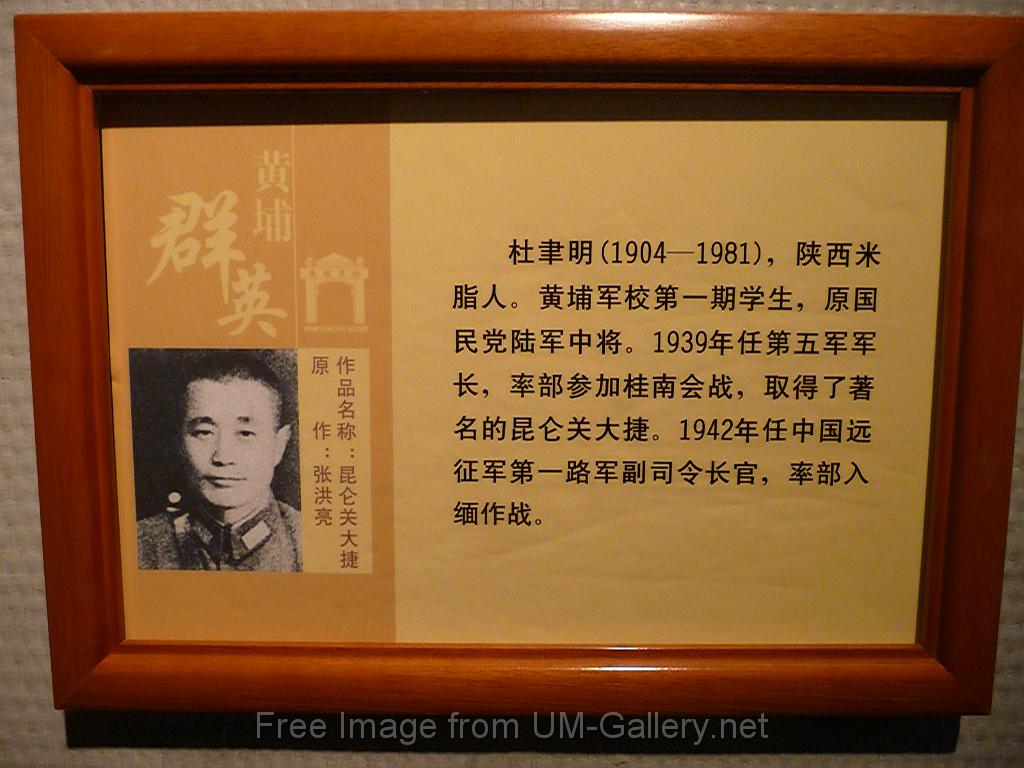 黄埔
群英
作品名称：昆仑关大捷
原 作：张洪亮
杜聿明(1904—1981)，陕西米
脂人。黄埔军校第一期学生，原国
民党陆军中将。1939年任第五军军
长，率部参加桂南会战，取得了著
名的昆仑关大捷。1942年任中国远
征军第一路军副司令长官，率部入
缅作战。
Free Image from UM-Gallery.net